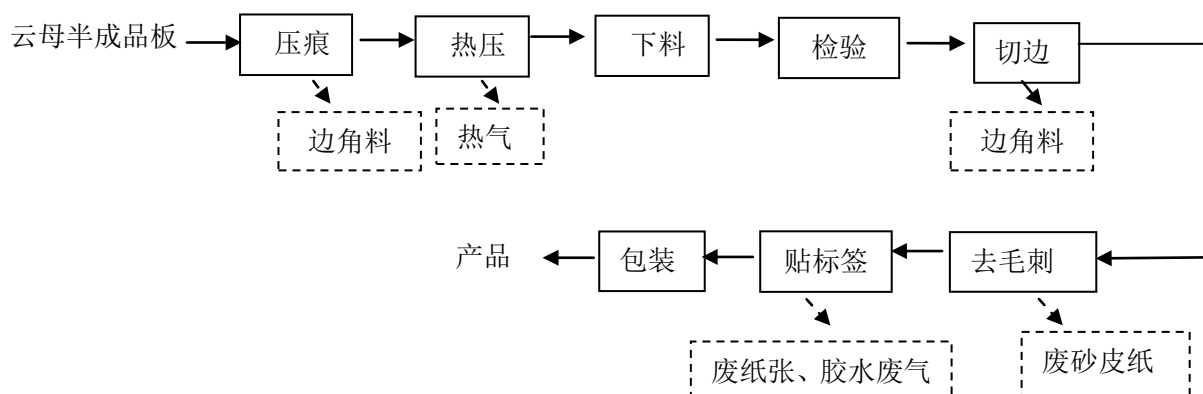 云母半成品板
压痕
热压
下料
检验
切边
边角料
热气
边角料
产品
包装
贴标签
去毛刺
废纸张、胶水废气
废砂皮纸